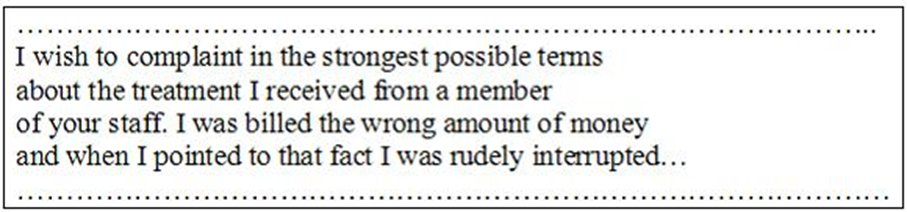 ………………………………………………………………………………………..
I wish to complaint in the strongest possible terms
about the treatment I received from a member
of your staff. I was billed the wrong amount of money
and when I pointed to that fact I was rudely interrupted…
…………………………………………………………………………………………